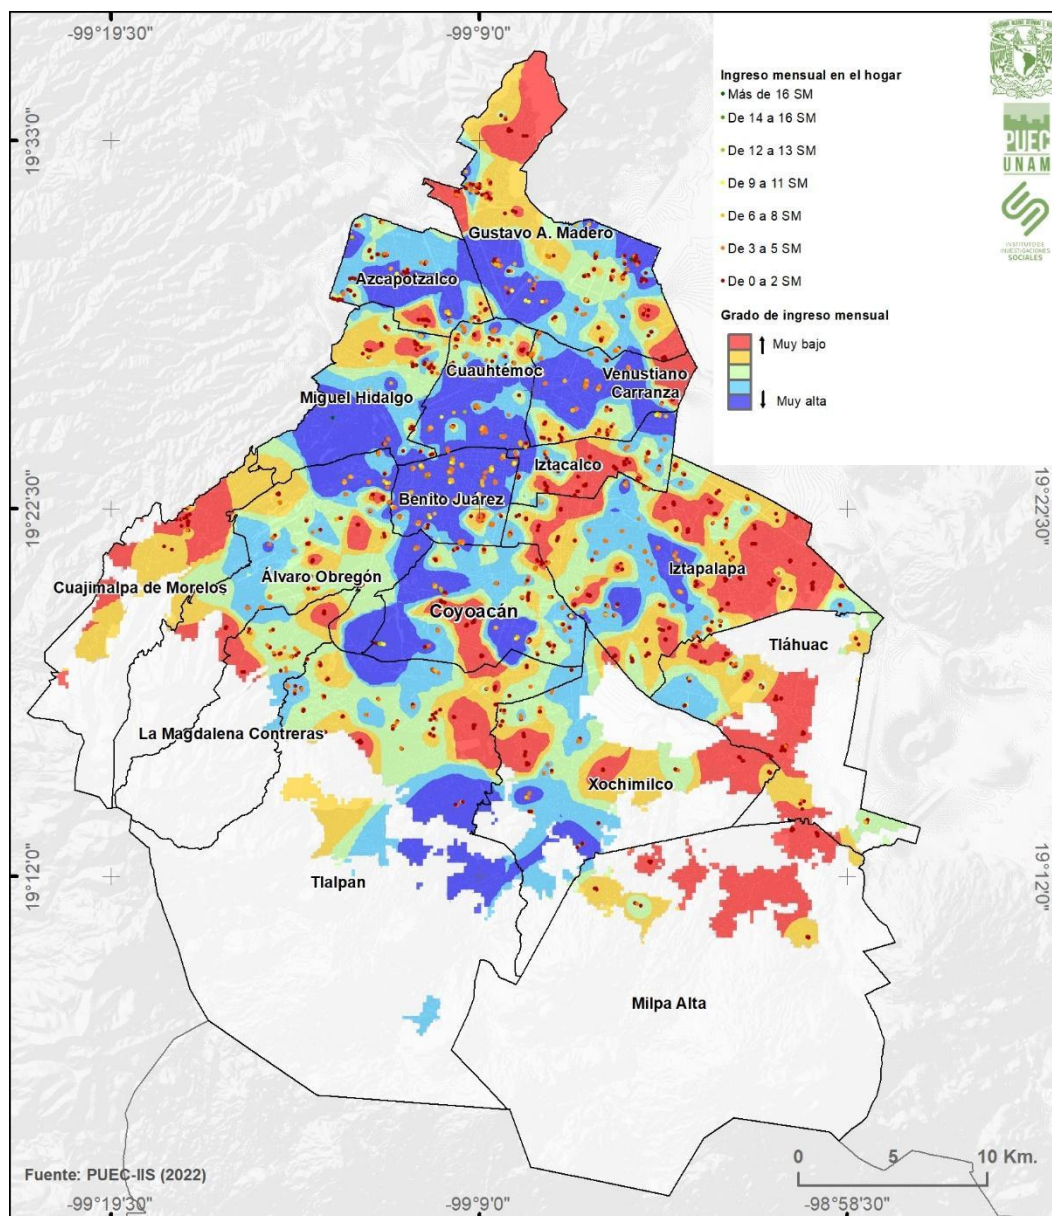 -99°19'30"
-99°9'0"
Ingreso mensual en el hogar
Más de 16 SM
De 14 a 16 SM
De 12 a 13 SM
De 9 a 11 SM
De 6 a 8 SM
De 3 a 5 SM
De 0 a 2 SM
Grado de ingreso mensual
Muy bajo
Muy alta
PUEC
UNAM
INSTITUTO DE
INVESTIGACIONES
SOCIALES
19°33'0"
Gustavo A. Madero
Azcapotzalco
Cuauhtémoc
Venustiano
Carranza
Miguel Hidalgo
Iztacalco
Benito Juárez
19°22'30"
19°22'30"
Iztapalapa
Cuajimalpa de Morelos
Álvaro Obregón
Coyoacán
Tláhuac
La Magdalena Contreras
Xochimilco
19°12'0"
19°12'0"
Tlalpan
Milpa Alta
Fuente: PUEC-IIS (2022)
0 5 10 Km.
-99°19'30"
-99°9'0"
-98°58'30"